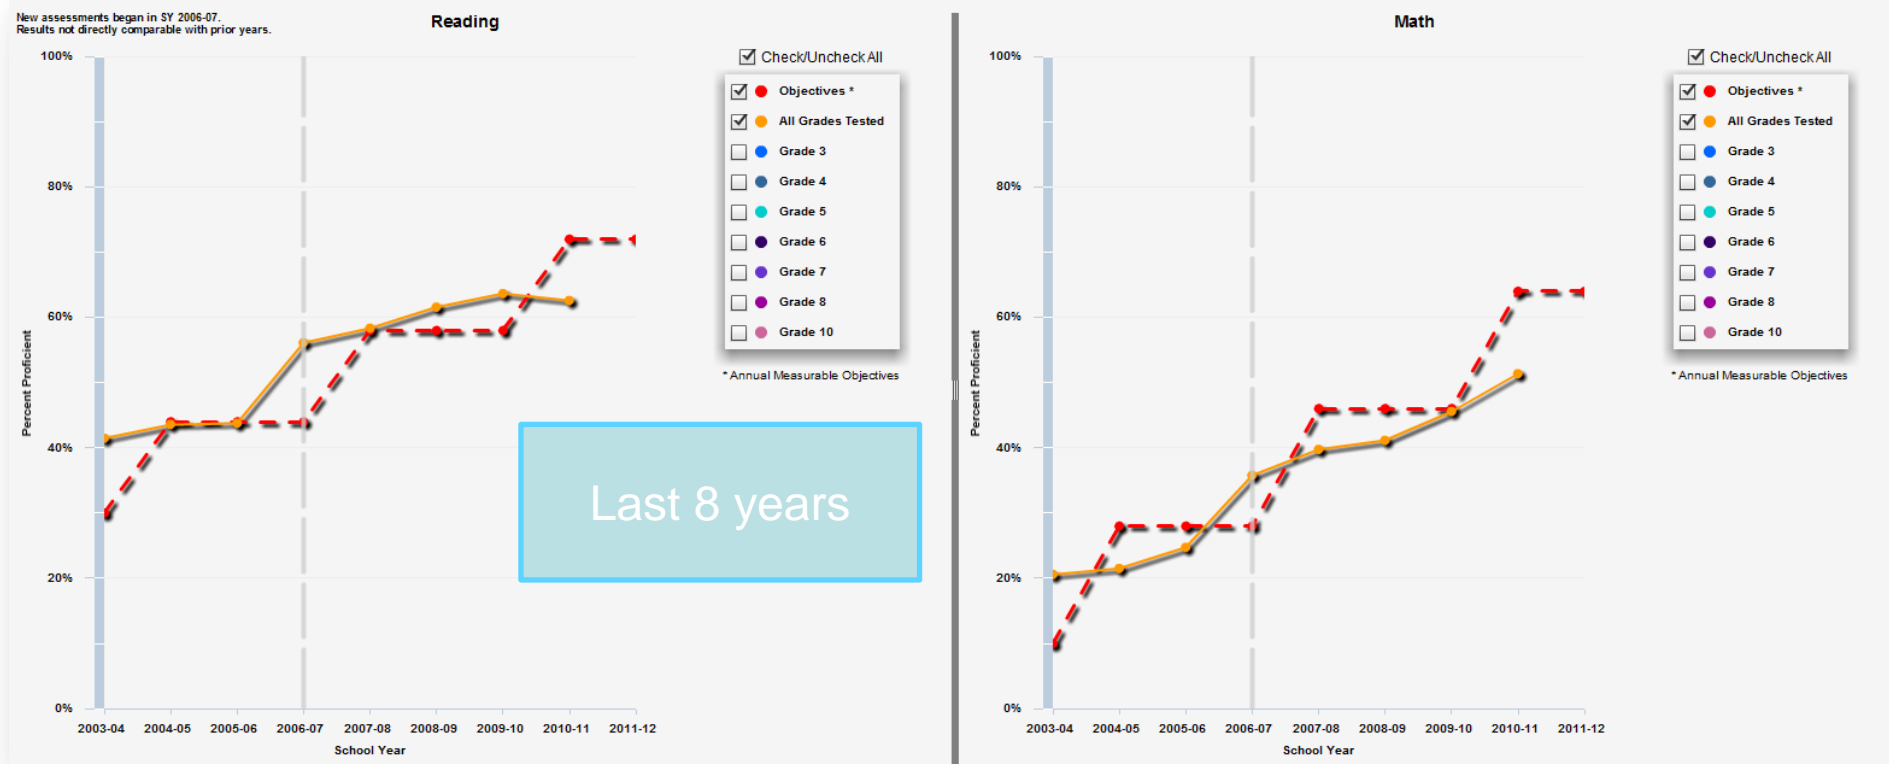 New assessments began in SY 2006-07.
Results not directly comparable with prior years.
Reading
100%
80%
60%
40%
20%
0%
Percent Proficient
2003-04 2004-05 2005-06 2006-07 2007-08 2008-09 2009-10 2010-11 2011-12
School Year
Check/Uncheck All
Objectives *
All Grades Tested
Grade 3
Grade 4
Grade 5
Grade 6
Grade 7
Grade 8
Grade 10
* Annual Measurable Objectives
Last 8 years
Math
100%
80%
60%
40%
20%
0%
Percent Proficient
2003-04 2004-05 2005-06 2006-07 2007-08 2008-09 2009-10 2010-11 2011-12
School Year
Check/Uncheck All
Objectives *
All Grades Tested
Grade 3
Grade 4
Grade 5
Grade 6
Grade 7
Grade 8
Grade 10
* Annual Measurable Objectives